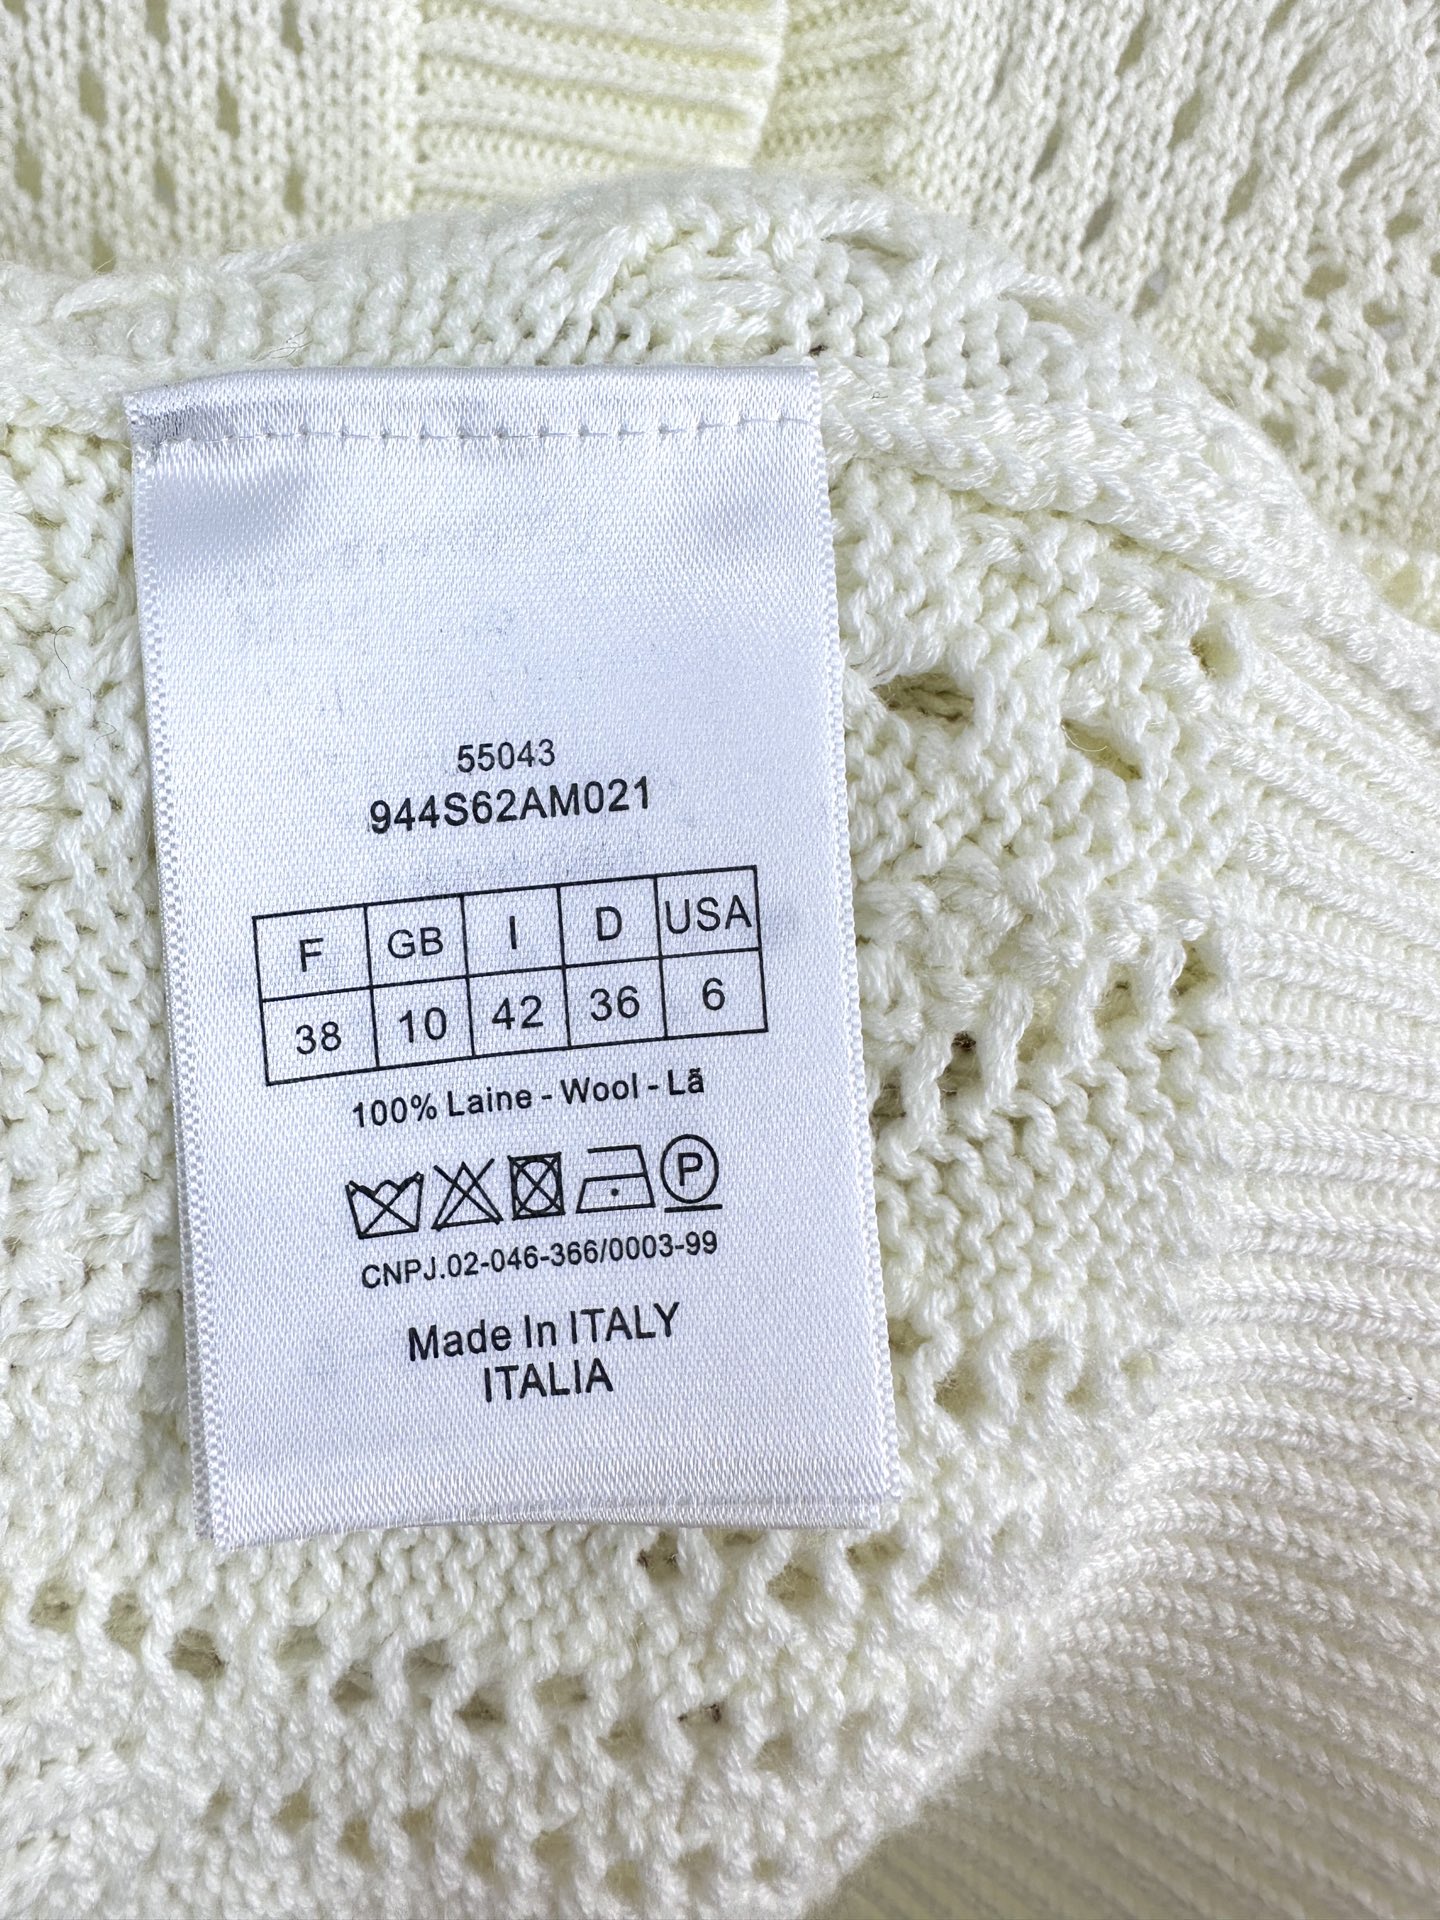 55043
944S62AM021
F GB I D USA
38 10 42 36 6
100% Laine - Wool - Lã
P
CNPJ.02-046-366/0003-99
Made In ITALY
ITALIA